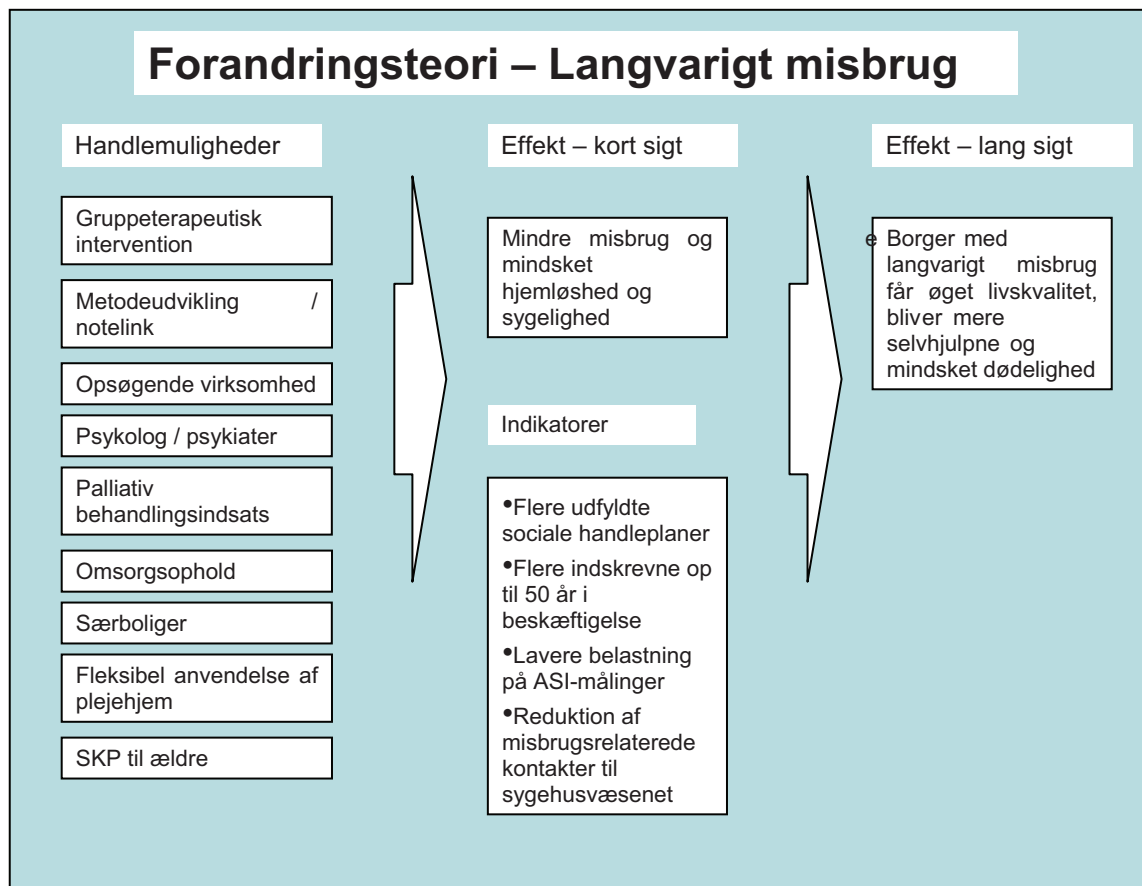 Forandringsteori – Langvarigt misbrug
Handlemuligheder
Gruppeterapeutisk
intervention
Metodeudvikling /
notelink
Opsøgende virksomhed
Psykolog / psykiater
Palliativ
behandlingsindsats
Omsorgsophold
Særboliger
Fleksibel anvendelse af
plejehjem
SKP til ældre
Effekt – kort sigt
Mindre misbrug og
mindsket
hjemløshed og
sygelighed
Indikatorer
•Flere udfyldte
sociale handleplaner
•Flere indskrevne op
til 50 år i
beskæftigelse
•Lavere belastning
på ASI-målinger
•Reduktion af
misbrugsrelaterede
kontakter til
sygehusvæsenet
Effekt – lang sigt
e Borger med
langvarigt misbrug
får øget livskvalitet,
bliver mere
selvhjulpne og
mindsket dødelighed